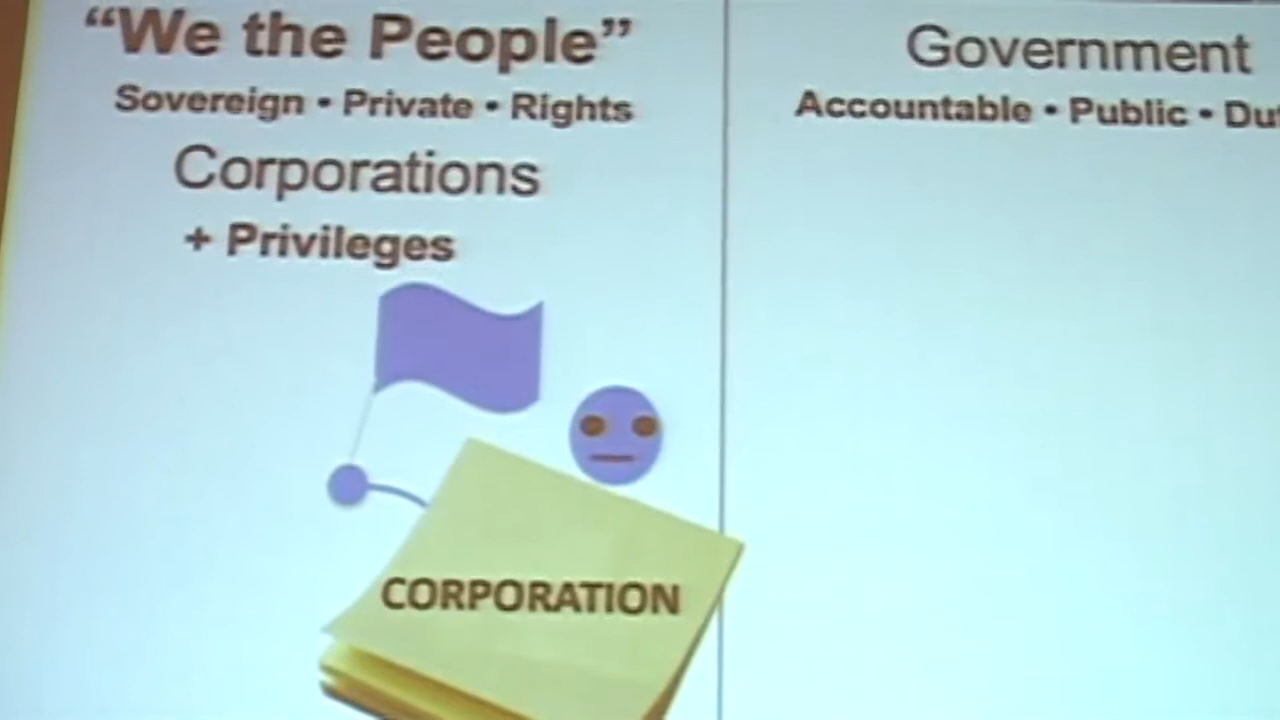 “We the People”
Sovereign • Private • Rights
Corporations
+ Privileges
CORPORATION
Government
Accountable • Public •